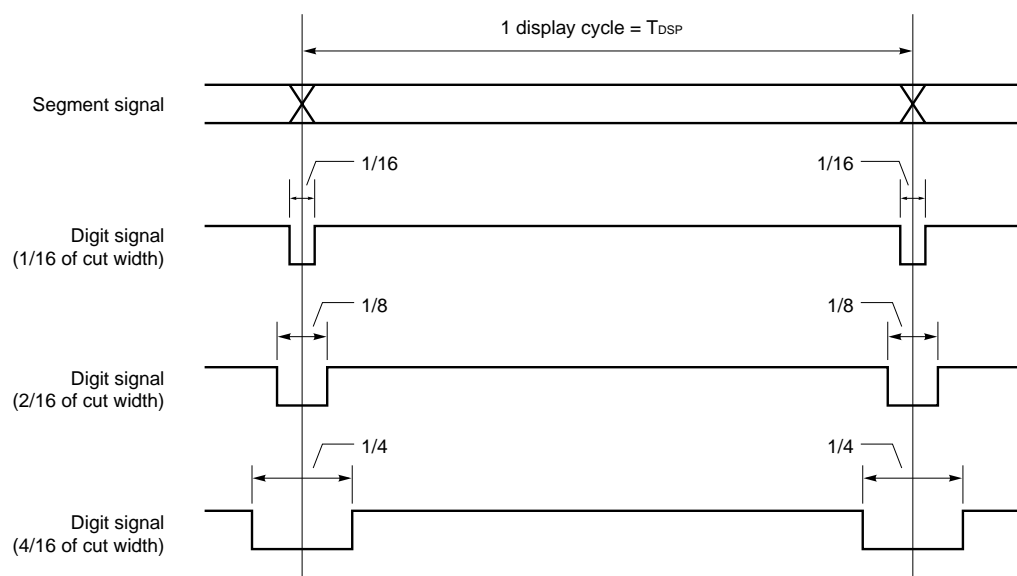 1 display cycle = TDSP
Segment signal
1/16
1/16
Digit signal
(1/16 of cut width)
1/8
1/8
Digit signal
(2/16 of cut width)
1/4
1/4
Digit signal
(4/16 of cut width)